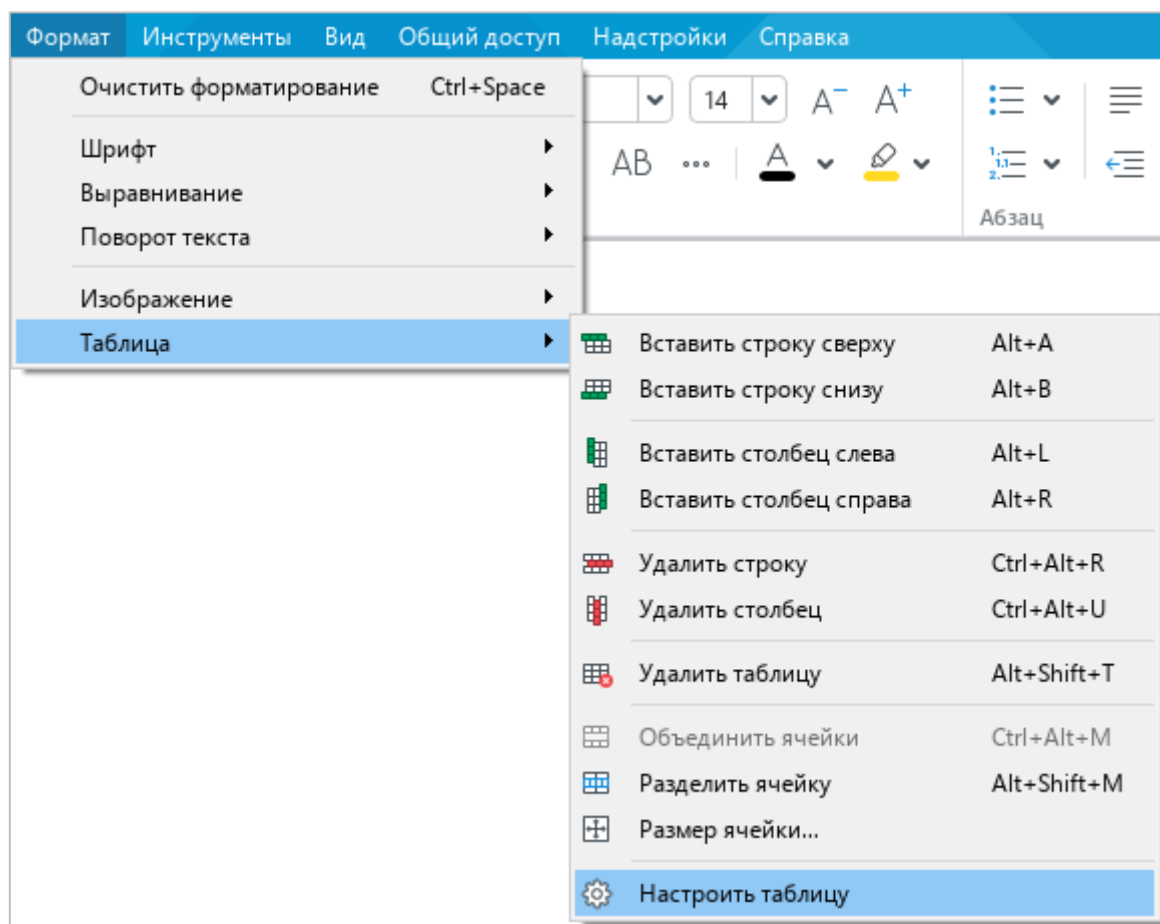 Формат Инструменты Вид Общий доступ Надстройки Справка
Очистить форматирование Ctrl+Space
14 A− A+
Шрифт
AB A
Выравнивание
Поворот текста
Абзац
Изображение
Таблица
Вставить строку сверху Alt+A
Вставить строку снизу Alt+B
Вставить столбец слева Alt+L
Вставить столбец справа Alt+R
Удалить строку Ctrl+Alt+R
Удалить столбец Ctrl+Alt+U
Удалить таблицу Alt+Shift+T
Объединить ячейки Ctrl+Alt+M
Разделить ячейку Alt+Shift+M
Размер ячейки...
Настроить таблицу